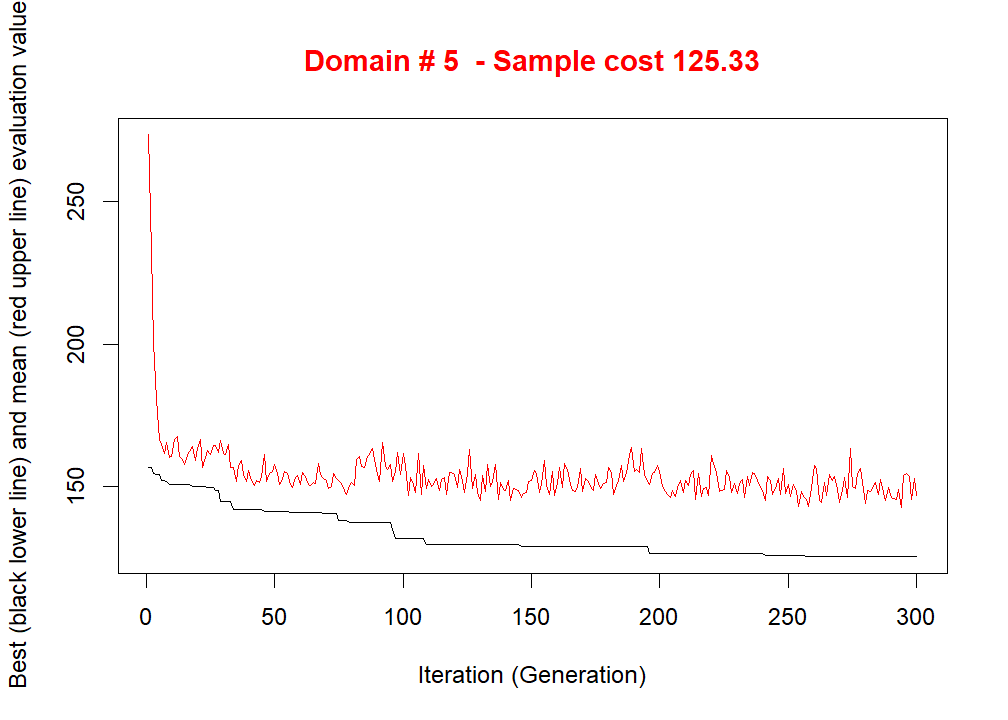 Domain # 5  - Sample cost 125.33
Best (black lower line) and mean (red upper line) evaluation value
250
200
150
0 50 100 150 200 250 300
Iteration (Generation)